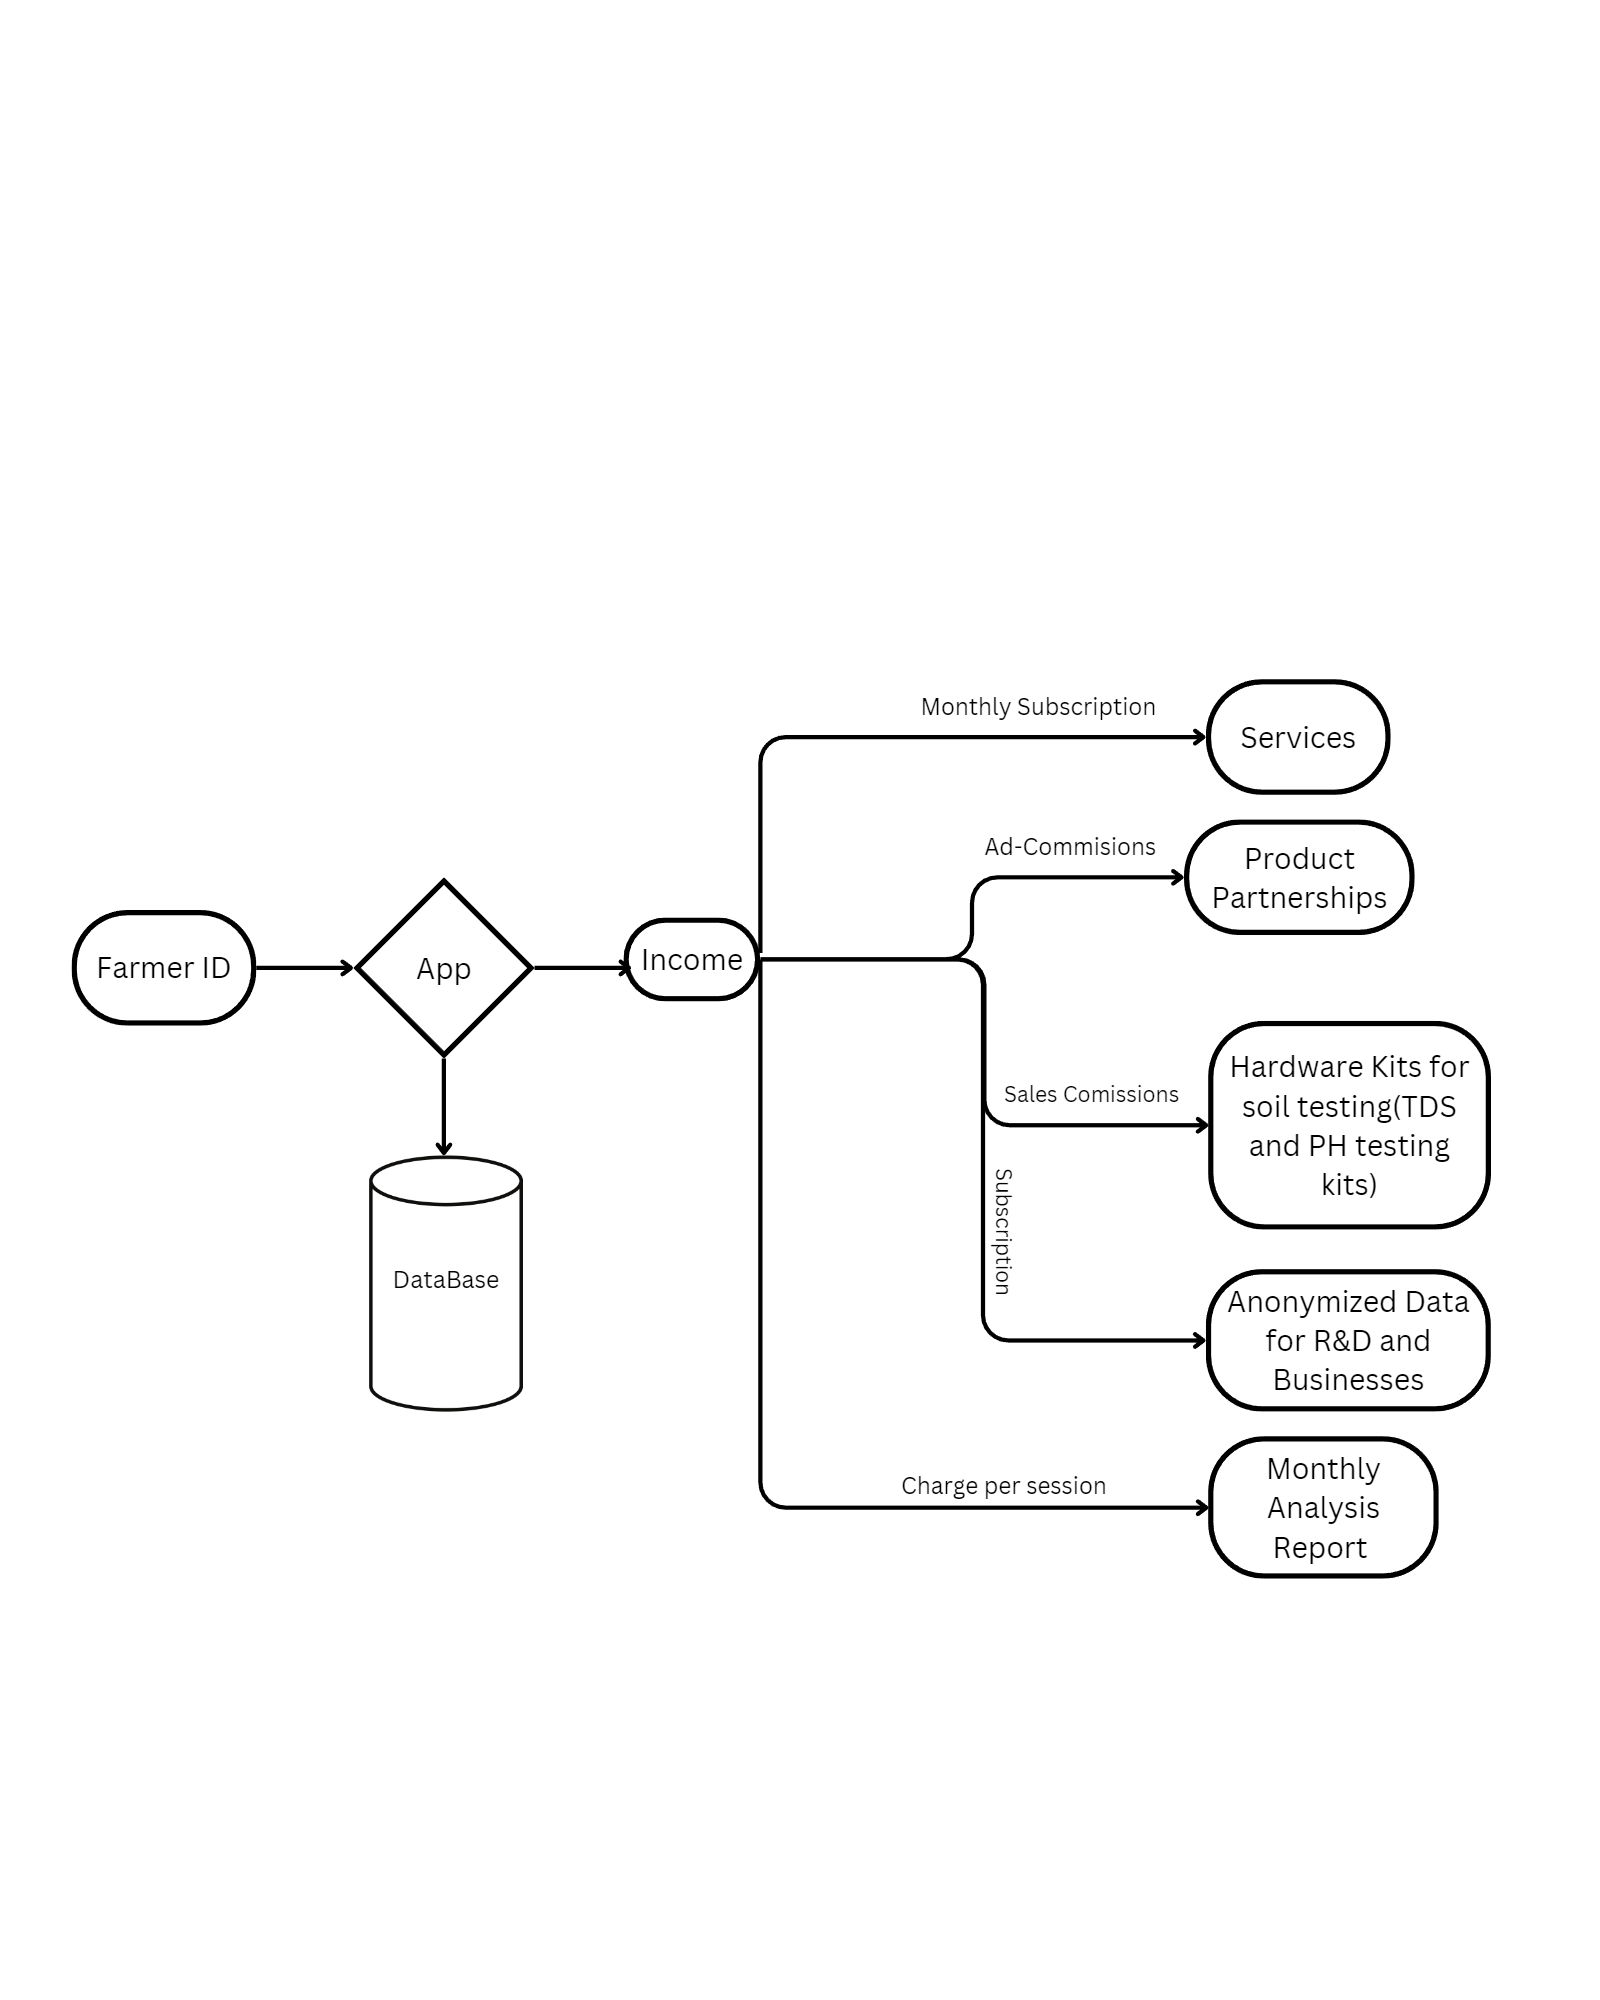 Monthly Subscription
Services
Ad-Commisions
Product
Partnerships
Farmer ID
App
Income
Sales Comissions
Hardware Kits for
soil testing(TDS
and PH testing
kits)
Subscription
DataBase
Anonymized Data
for R&D and
Businesses
Charge per session
Monthly
Analysis
Report